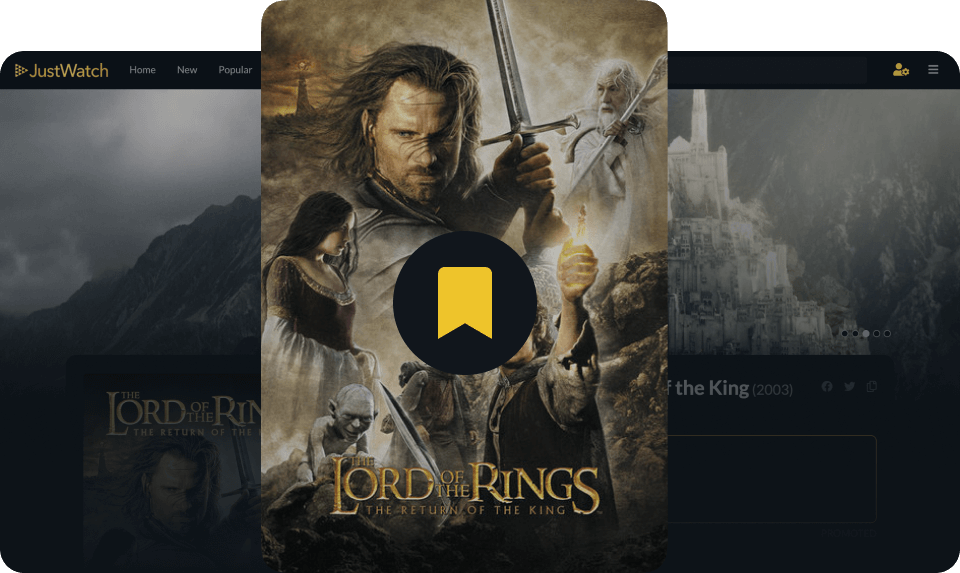 JustWatch Home New Popular
THE
LORD OF THE RIN
THE RETURN OF THE
f the King (2003)
THE
LORD OF THE RINGS
THE RETURN OF THE KING